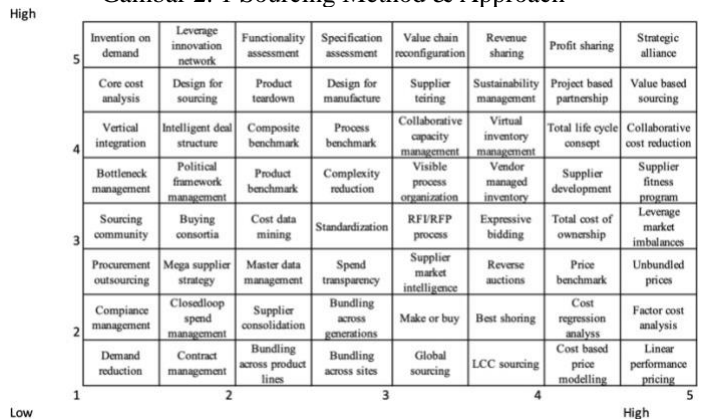 Gambar 2. 1 Sourcing Method & Approach
High
Invention on demand
Leverage innovation network
Functionality assessment
Specification assessment
Value chain reconfiguration
Revenue sharing
Profit sharing
Strategic alliance
5
Core cost analysis
Design for sourcing
Product teardown
Design for manufacture
Supplier teiring
Sustainability management
Project based partnership
Value based sourcing
Vertical integration
Intelligent deal structure
Composite benchmark
Process benchmark
Collaborative capacity management
Virtual inventory management
Total life cycle consept
Collaborative cost reduction
4
Bottleneck management
Political framework management
Product benchmark
Complexity reduction
Visible process organization
Vendor managed inventory
Supplier development
Supplier fitness program
Sourcing community
Buying consortia
Cost data mining
Standardization
RFI/RFP process
Expressive bidding
Total cost of ownership
Leverage market imbalances
3
Procurement outsourcing
Mega supplier strategy
Master data management
Spend transparency
Supplier market intelligence
Reverse auctions
Price benchmark
Unbundled prices
Compiance management
Closedloop spend management
Supplier consolidation
Bundling across generations
Make or buy
Best shoring
Cost regression analyss
Factor cost analysis
2
Demand reduction
Contract management
Bundling across product lines
Bundling across sites
Global sourcing
LCC sourcing
Cost based price modelling
Linear performance pricing
1 2 3 4 5
Low High